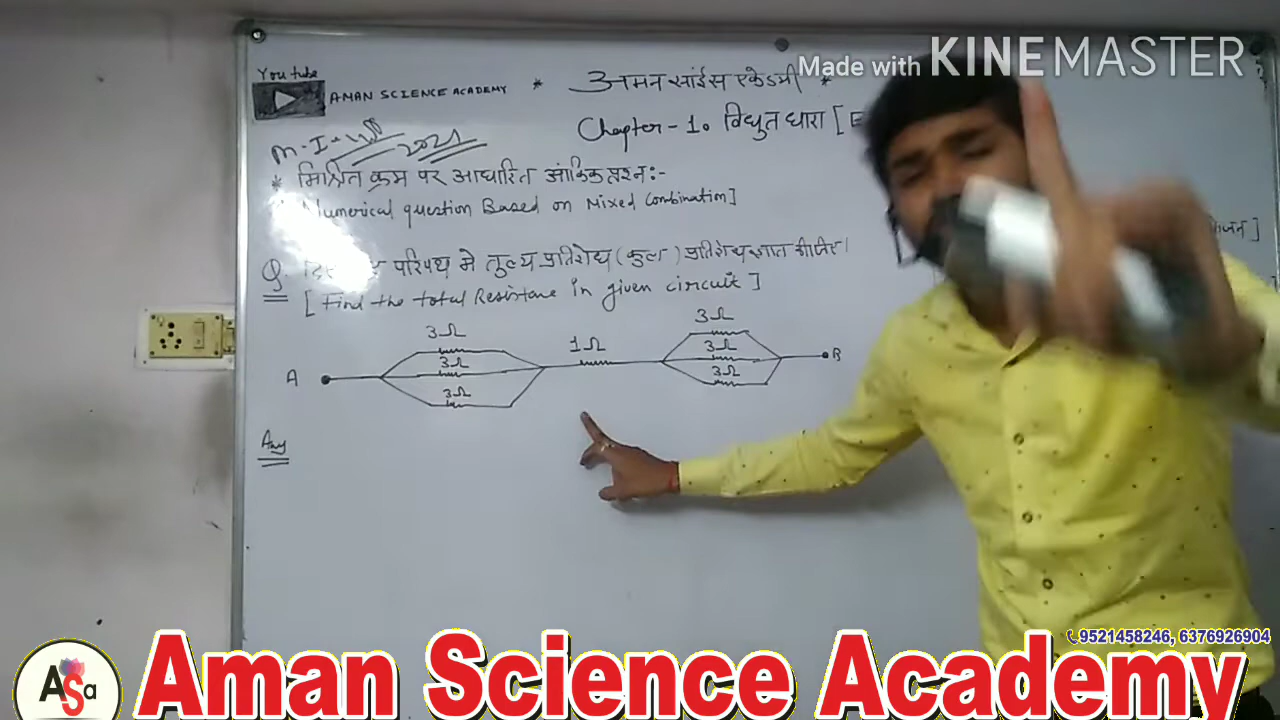 Made with KINEMASTER
You tube
AMAN SCIENCE ACADEMY * अमन साइंस एकेडमी *
Chapter - 1. विधुत धारा [ E
2021
* मिश्रित क्रम पर आधारित आंकिक प्रश्न :-
Numerical question Based on Mixed Combination]
Q. परिपथ मे तुल्य प्रतिरोध (कुल) प्रतिरोध ज्ञात कीजिए।
[ Find the total Resistance in given circuit ]
3Ω
3Ω
3Ω
1Ω
3Ω
3Ω
3Ω
A
B
Ans
9521458246, 6376926904
ASa Aman Science Academy